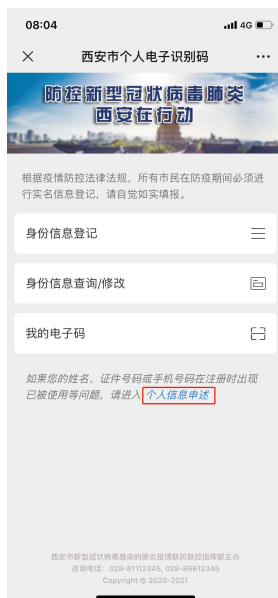 08:04
4G
西安市个人电子识别码
防控新型冠状病毒肺炎
西安在行动
根据疫情防控法律法规，所有市民在防疫期间必须进
行实名信息登记，请自觉如实填报。
身份信息登记
身份信息查询/修改
我的电子码
如果您的姓名、证件号码或手机号码在注册时出现
已被使用等问题，请进入 个人信息申述
西安市新型冠状病毒感染的肺炎疫情联防联控指挥部主办
咨询电话：029-81112345, 029-86612345
Copyright © 2020-2021